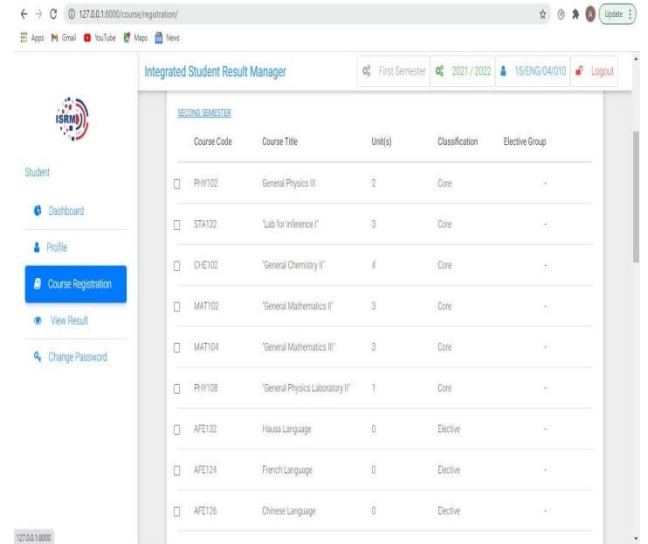 127.0.0.1:8000/course/registration/
Update
Apps Gmail YouTube Maps News
Integrated Student Result Manager First Semester 2021 / 2022 15/ENG/04/010 Logout
ISRM
Student
Dashboard
Profile
Course Registration
View Result
Change Password
SECOND SEMESTER
Course Code Course Title Unit(s) Classification Elective Group
PHY102 General Physics III 2 Core -
STA132 "Lab for Inference I" 3 Core -
CHE102 "General Chemistry II" 4 Core -
MAT102 "General Mathematics II" 3 Core -
MAT104 "General Mathematics III" 3 Core -
PHY108 "General Physics Laboratory II" 1 Core -
AFE132 Hausa Language 0 Elective -
AFE124 French Language 0 Elective -
AFE126 Chinese Language 0 Elective -
127.0.0.1:8000